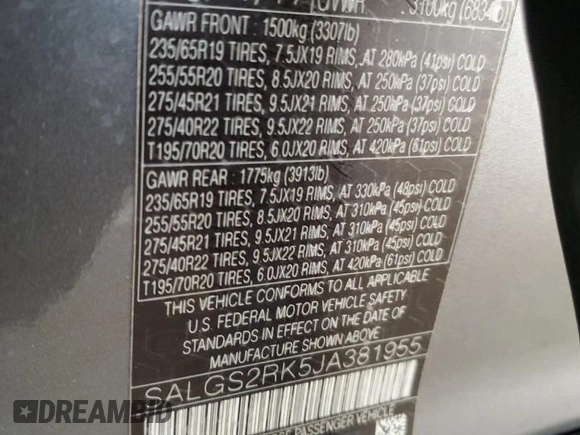 GVWR 3100kg (6834lb)
GAWR FRONT : 1500kg (3307lb)
235/65R19 TIRES, 7.5JX19 RIMS, AT 280kPa (41psi) COLD
255/55R20 TIRES, 8.5JX20 RIMS, AT 250kPa (37psi) COLD
275/45R21 TIRES, 9.5JX21 RIMS, AT 250kPa (37psi) COLD
275/40R22 TIRES, 9.5JX22 RIMS, AT 250kPa (37psi) COLD
T195/70R20 TIRES, 6.0JX20 RIMS, AT 420kPa (61psi) COLD
GAWR REAR : 1775kg (3913lb)
235/65R19 TIRES, 7.5JX19 RIMS, AT 330kPa (48psi) COLD
255/55R20 TIRES, 8.5JX20 RIMS, AT 310kPa (45psi) COLD
275/45R21 TIRES, 9.5JX21 RIMS, AT 310kPa (45psi) COLD
275/40R22 TIRES, 9.5JX22 RIMS, AT 310kPa (45psi) COLD
T195/70R20 TIRES, 6.0JX20 RIMS, AT 420kPa (61psi) COLD
THIS VEHICLE CONFORMS TO ALL APPLICABLE
U.S. FEDERAL MOTOR VEHICLE SAFETY
STANDARDS IN EFFECT ON THE DATE OF
MANUFACTURE SHOWN ABOVE
SALGS2RK5JA381955
PASSENGER VEHICLE
DREAMBID